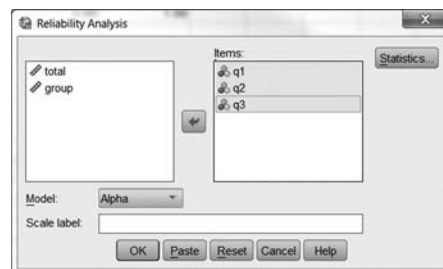 Reliability Analysis
X
Items:
Statistics...
total
group
q1
q2
q3
Model:
Alpha
Scale label:
OK Paste Reset Cancel Help